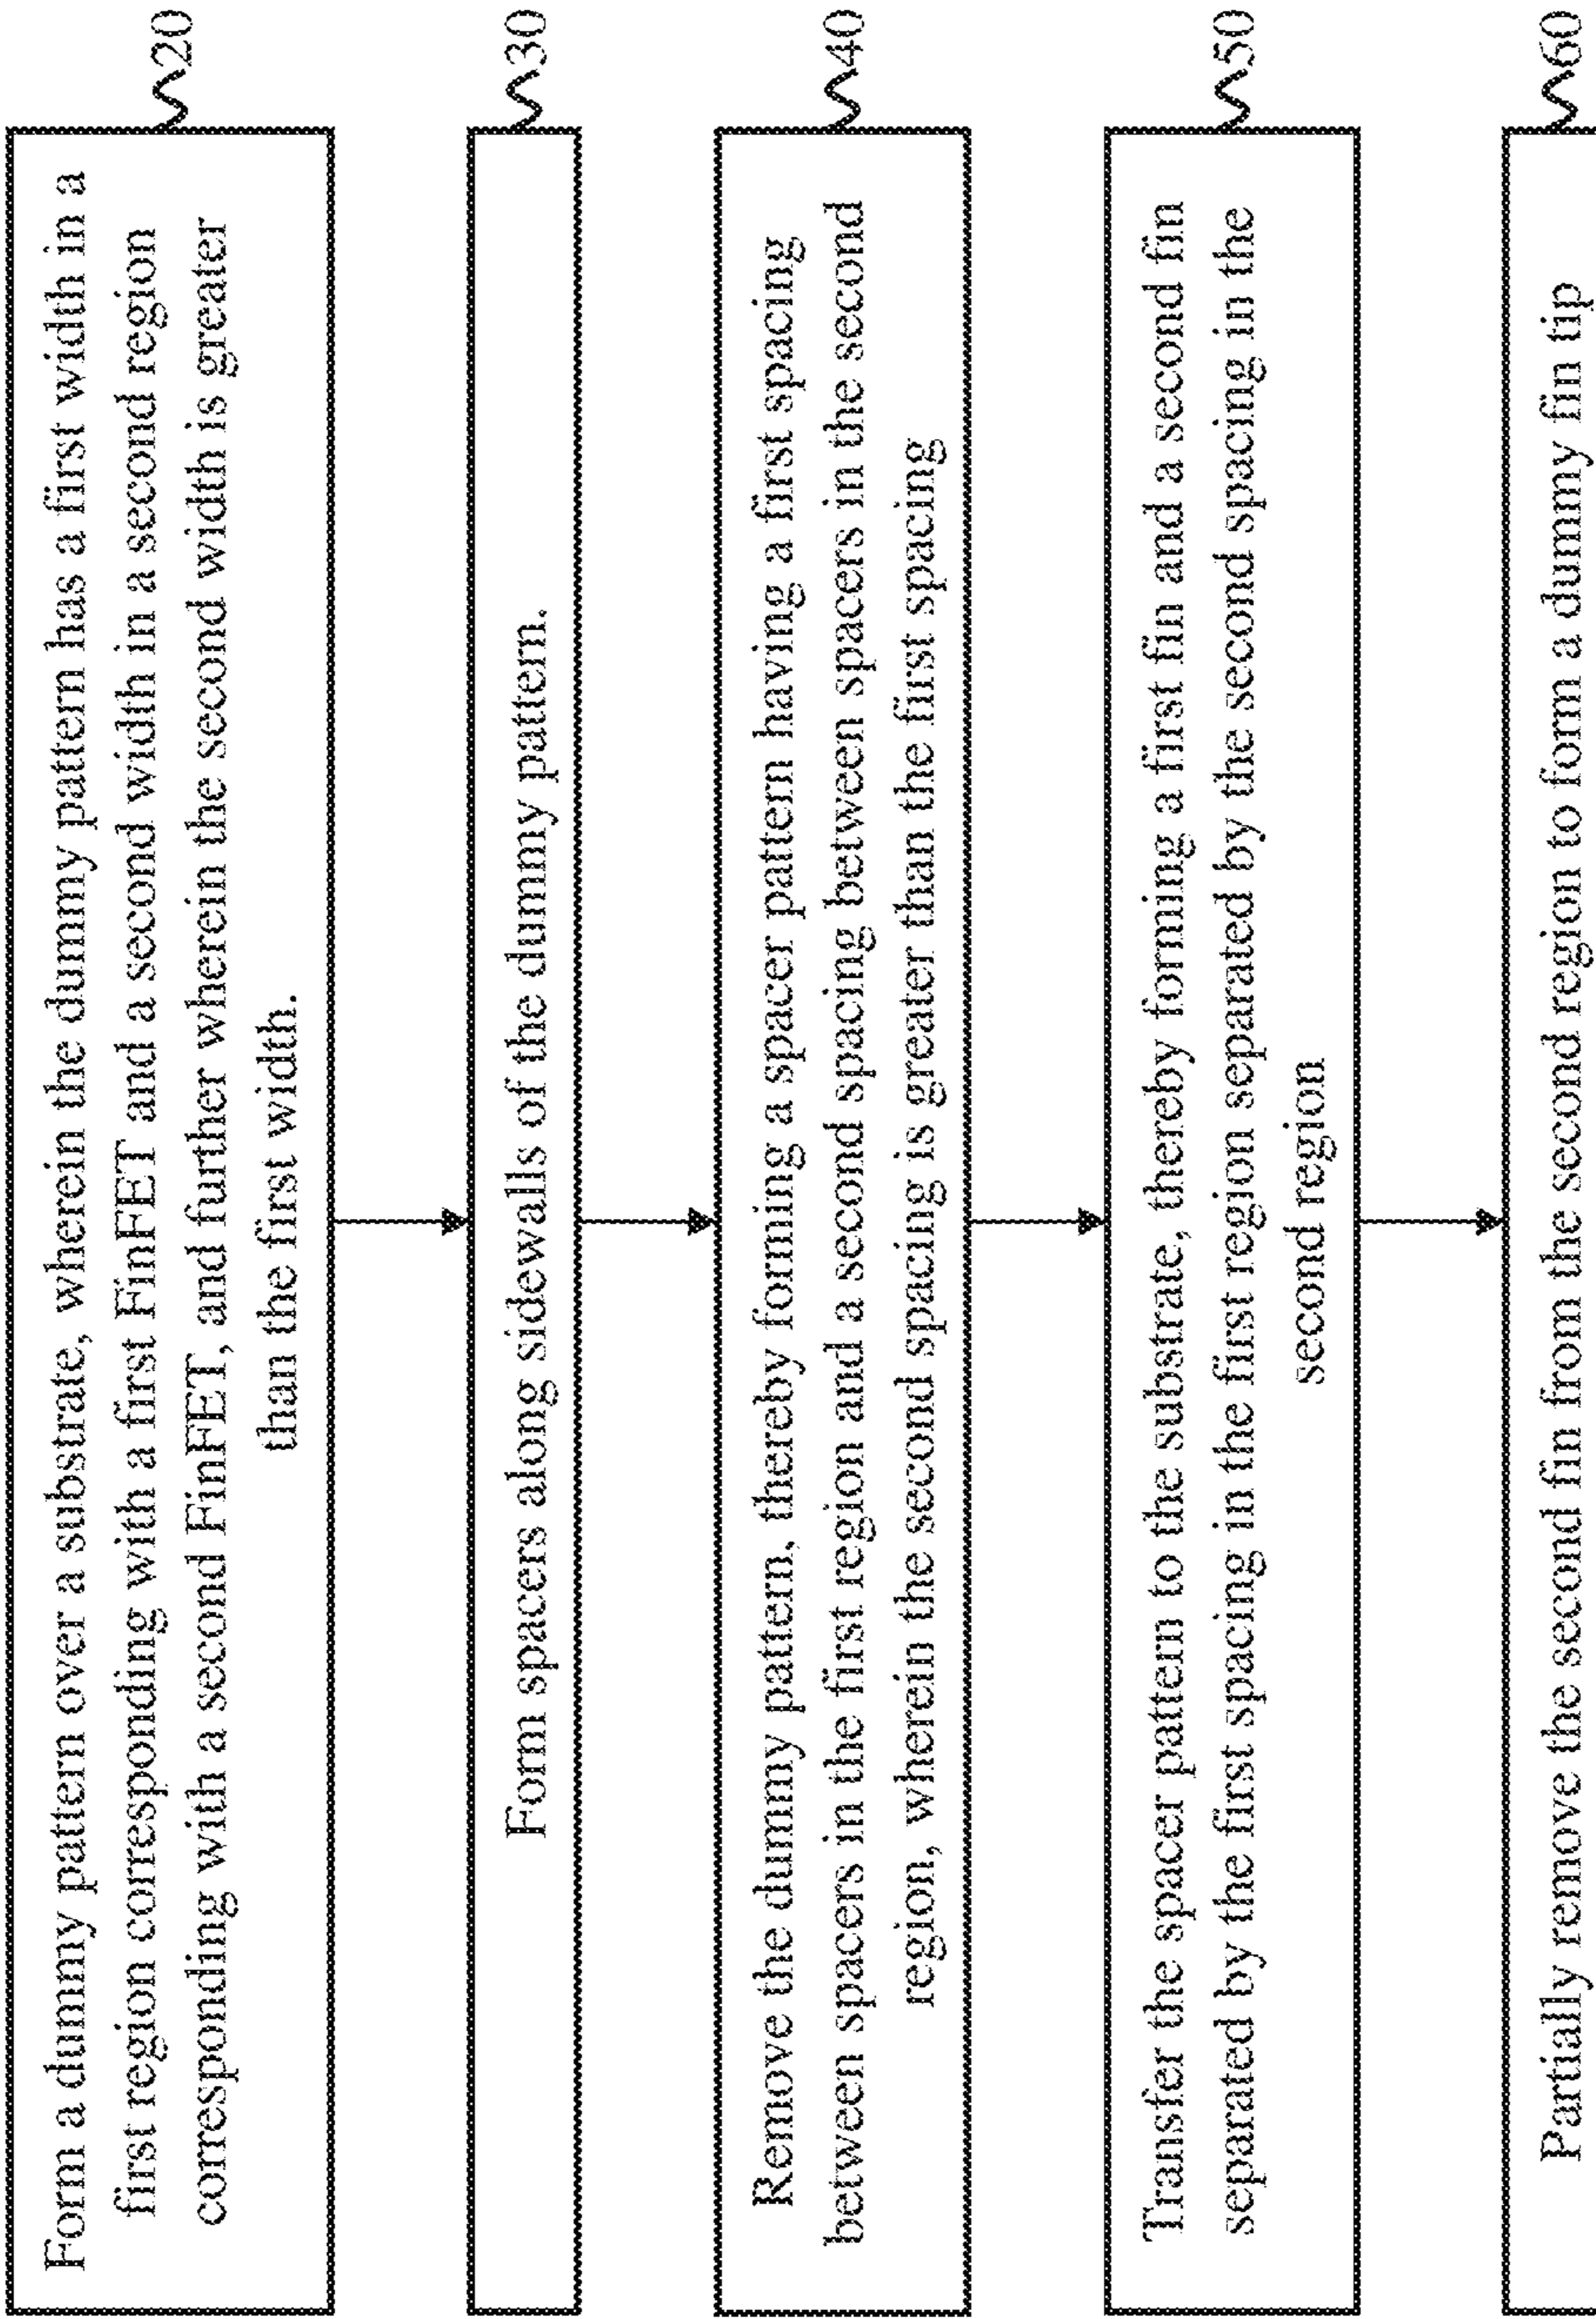 Form a dummy pattern over a substrate, wherein the dummy pattern has a first width in a
first region corresponding with a first FinFET and a second width in a second region
corresponding with a second FinFET, and further wherein the second width is greater
than the first width.
20
Form spacers along sidewalls of the dummy pattern.
30
Remove the dummy pattern, thereby forming a spacer pattern having a first spacing
between spacers in the first region and a second spacing between spacers in the second
region, wherein the second spacing is greater than the first spacing
40
Transfer the spacer pattern to the substrate, thereby forming a first fin and a second fin
separated by the first spacing in the first region separated by the second spacing in the
second region
50
Partially remove the second fin from the second region to form a dummy fin tip
60